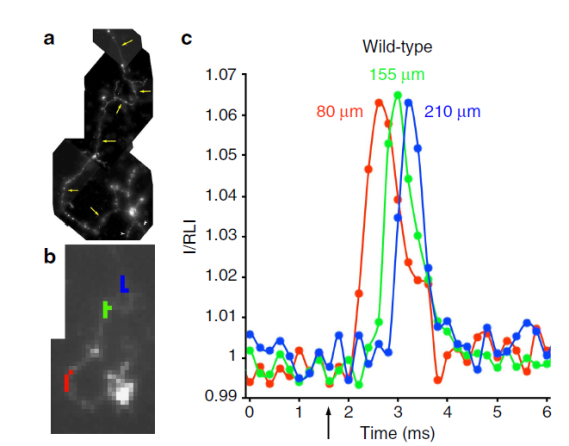 a
b
c
Wild-type
155 μm
80 μm
210 μm
I/RLI
1.07
1.06
1.05
1.04
1.03
1.02
1.01
1
0.99
0 1 2 3 4 5 6
Time (ms)